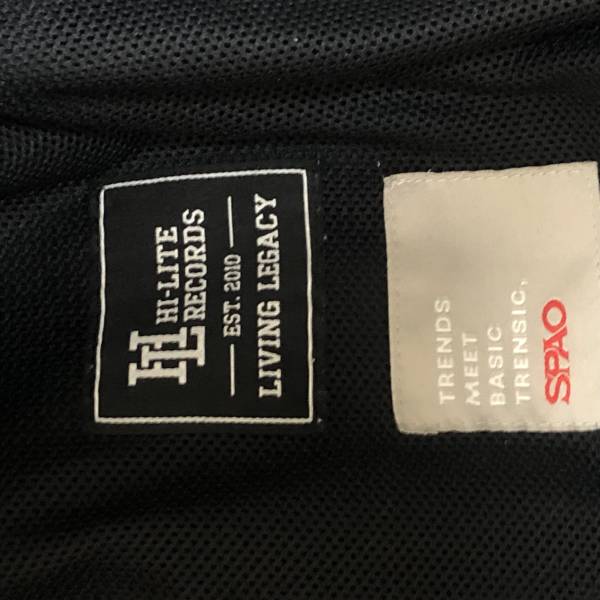 HL
HI-LITE
RECORDS
EST. 2010
LIVING LEGACY
TRENDS
MEET
BASIC
TRENSIC,
SPAO